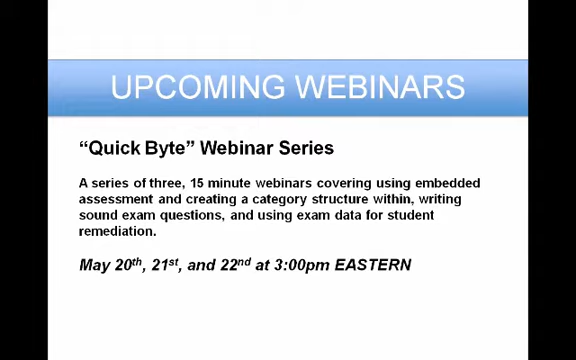 UPCOMING WEBINARS
“Quick Byte” Webinar Series
A series of three, 15 minute webinars covering using embedded
assessment and creating a category structure within, writing
sound exam questions, and using exam data for student
remediation.
May 20th, 21st, and 22nd at 3:00pm EASTERN